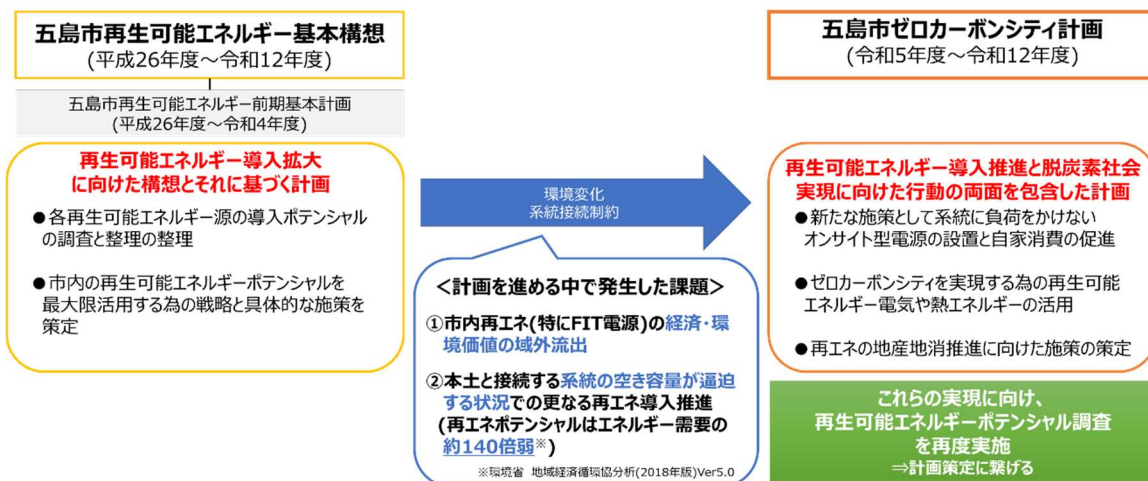 五島市再生可能エネルギー基本構想
(平成26年度～令和12年度)
五島市再生可能エネルギー前期基本計画
(平成26年度～令和4年度)
再生可能エネルギー導入拡大
に向けた構想とそれに基づく計画
●各再生可能エネルギー源の導入ポテンシャル
の調査と整理の整理
●市内の再生可能エネルギーポテンシャルを
最大限活用する為の戦略と具体的な施策を
策定
環境変化
系統接続制約
＜計画を進める中で発生した課題＞
①市内再エネ(特にFIT電源)の経済・環
境価値の域外流出
②本土と接続する系統の空き容量が逼迫
する状況での更なる再エネ導入推進
(再エネポテンシャルはエネルギー需要の
約140倍弱※)
※環境省 地域経済循環協分析(2018年版)Ver5.0
五島市ゼロカーボンシティ計画
(令和5年度～令和12年度)
再生可能エネルギー導入推進と脱炭素社会
実現に向けた行動の両面を包含した計画
●新たな施策として系統に負荷をかけない
オンサイト型電源の設置と自家消費の促進
●ゼロカーボンシティを実現する為の再生可能
エネルギー電気や熱エネルギーの活用
●再エネの地産地消推進に向けた施策の策定
これらの実現に向け、
再生可能エネルギーポテンシャル調査
を再度実施
⇒計画策定に繋げる